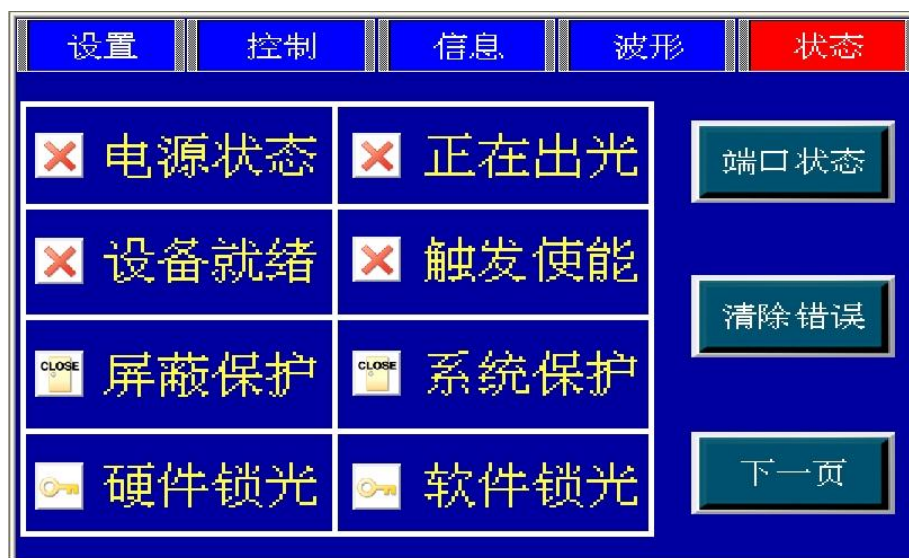 设置 控制 信息 波形 状态
电源状态 正在出光 端口状态
设备就绪 触发使能
清除错误
CLOSE 屏蔽保护 CLOSE 系统保护
硬件锁光 软件锁光 下一页